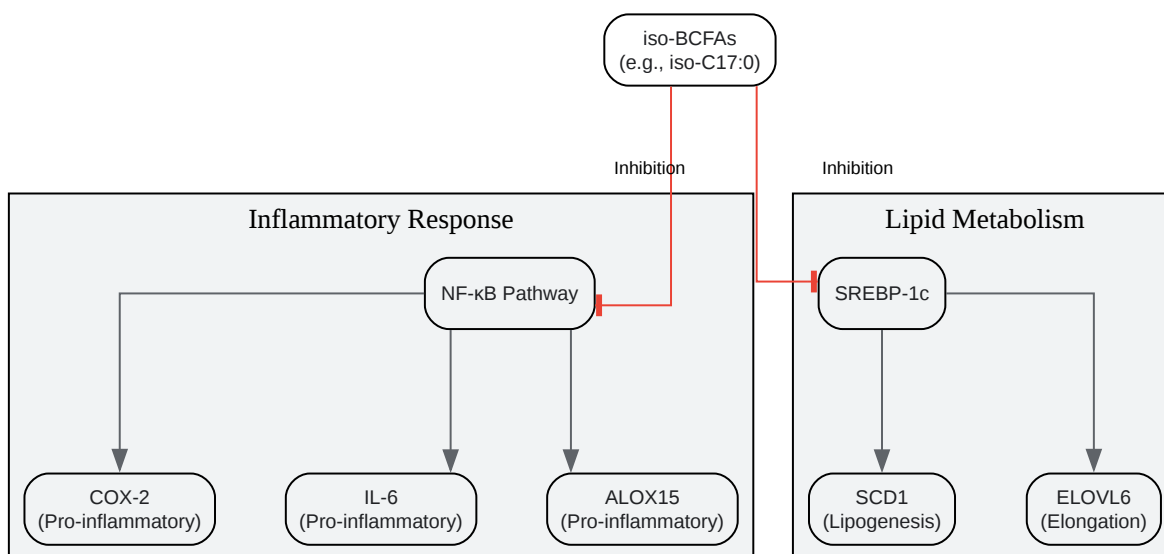 iso-BCFAs
(e.g., iso-C17:0)
Inhibition
Inhibition
Inflammatory Response
Lipid Metabolism
NF-κB Pathway
SREBP-1c
COX-2
(Pro-inflammatory)
IL-6
(Pro-inflammatory)
ALOX15
(Pro-inflammatory)
SCD1
(Lipogenesis)
ELOVL6
(Elongation)